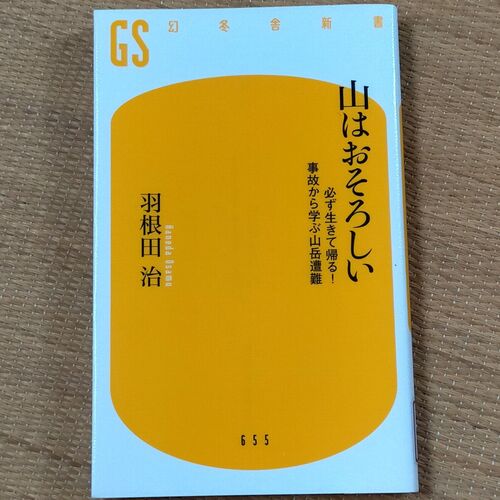 GS 幻冬舎新書
山はおそろしい
必ず生きて帰る！
事故から学ぶ山岳遭難
羽根田 治
Haneda Osamu
655